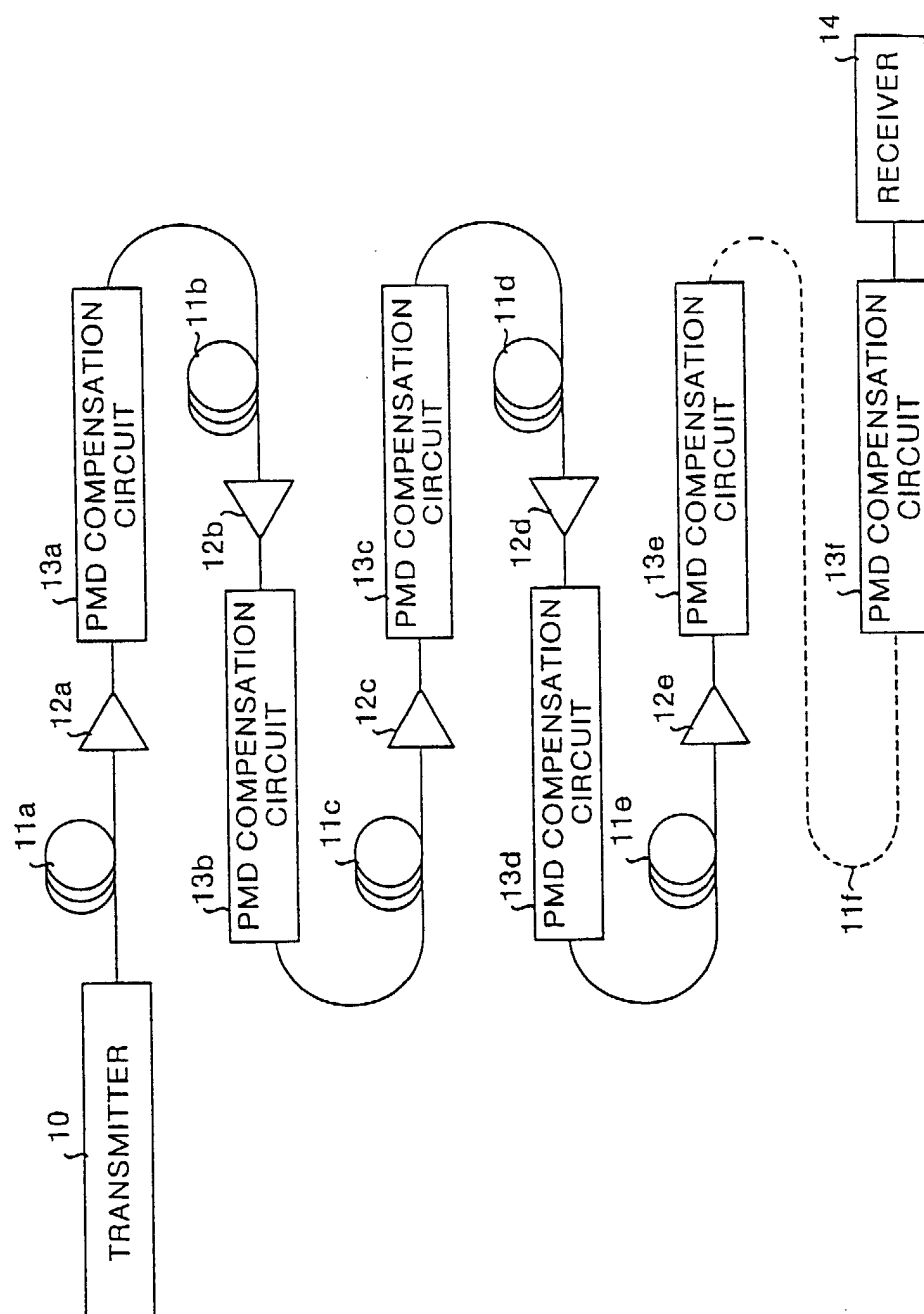 10
TRANSMITTER
11a
12a
13a
PMD COMPENSATION
CIRCUIT
11b
12b
13b
PMD COMPENSATION
CIRCUIT
11c
12c
13c
PMD COMPENSATION
CIRCUIT
11d
12d
13d
PMD COMPENSATION
CIRCUIT
11e
12e
13e
PMD COMPENSATION
CIRCUIT
11f
13f
PMD COMPENSATION
CIRCUIT
14
RECEIVER